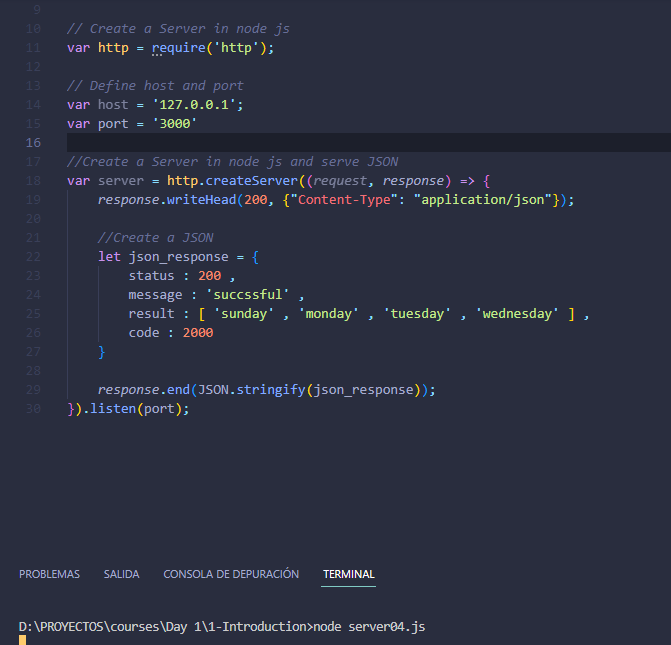 9
10 // Create a Server in node js
11 var http = require('http');
12
13 // Define host and port
14 var host = '127.0.0.1';
15 var port = '3000'
16
17 //Create a Server in node js and serve JSON
18 var server = http.createServer((request, response) => {
19 response.writeHead(200, {"Content-Type": "application/json"});
20
21 //Create a JSON
22 let json_response = {
23 status : 200 ,
24 message : 'succssful' ,
25 result : [ 'sunday' , 'monday' , 'tuesday' , 'wednesday' ] ,
26 code : 2000
27 }
28
29 response.end(JSON.stringify(json_response));
30 }).listen(port);
PROBLEMAS SALIDA CONSOLA DE DEPURACIÓN TERMINAL
D:\PROYECTOS\courses\Day 1\1-Introduction>node server04.js